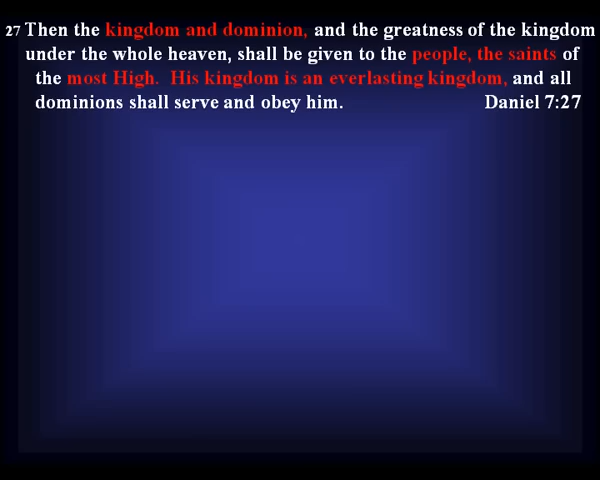 27 Then the kingdom and dominion, and the greatness of the kingdom
under the whole heaven, shall be given to the people, the saints of
the most High. His kingdom is an everlasting kingdom, and all
dominions shall serve and obey him. Daniel 7:27